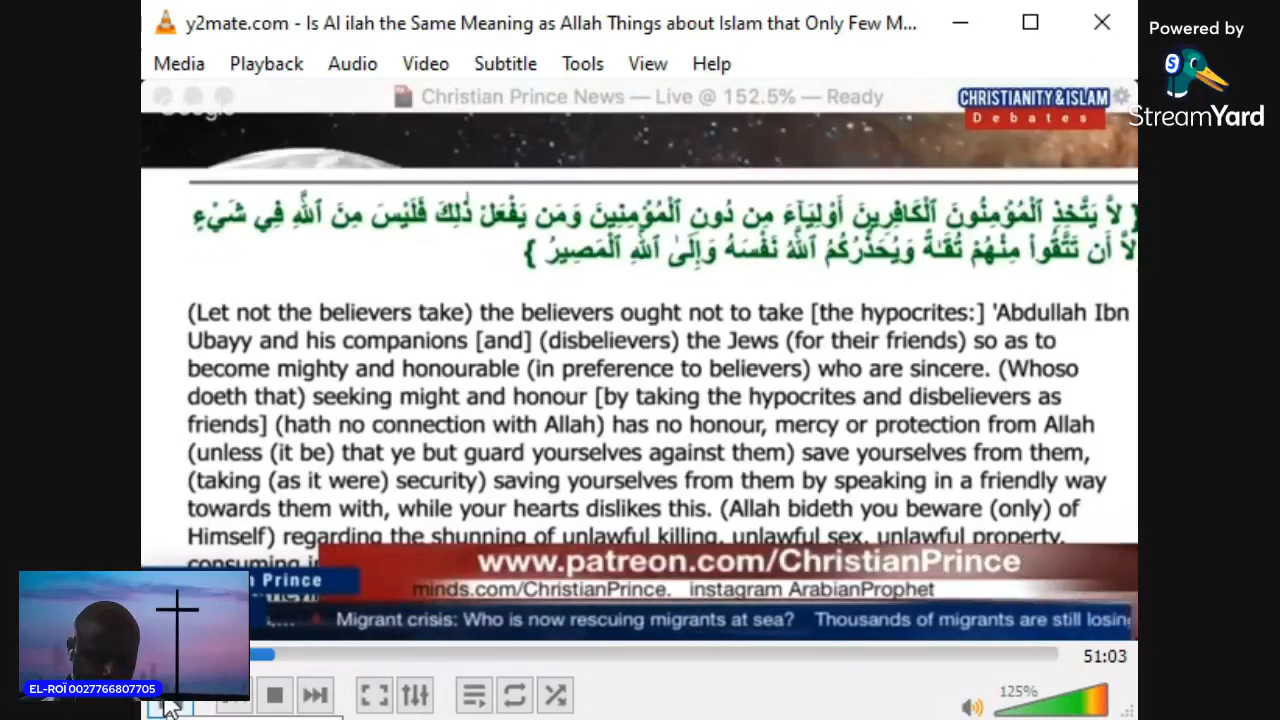 y2mate.com - Is Al ilah the Same Meaning as Allah Things about Islam that Only Few M...
Powered by
S
StreamYard
Media Playback Audio Video Subtitle Tools View Help
Christian Prince News — Live @ 152.5% — Ready
CHRISTIANITY & ISLAM
Debates
{ لاَّ يَتَّخِذِ ٱلْمُؤْمِنُونَ ٱلْكَافِرِينَ أَوْلِيَآءَ مِن دُونِ ٱلْمُؤْمِنِينَ وَمَن يَفْعَلْ ذٰلِكَ فَلَيْسَ مِنَ ٱللَّهِ فِي شَيْءٍ
لاَّ أَن تَتَّقُواْ مِنْهُمْ تُقَـٰةً وَيُحَذِّرُكُمُ ٱللَّهُ نَفْسَهُ وَإِلَىٰ ٱللَّهِ ٱلْمَصِيرُ }
(Let not the believers take) the believers ought not to take [the hypocrites:] 'Abdullah Ibn
Ubayy and his companions [and] (disbelievers) the Jews (for their friends) so as to
become mighty and honourable (in preference to believers) who are sincere. (Whoso
doeth that) seeking might and honour [by taking the hypocrites and disbelievers as
friends] (hath no connection with Allah) has no honour, mercy or protection from Allah
(unless (it be) that ye but guard yourselves against them) save yourselves from them,
(taking (as it were) security) saving yourselves from them by speaking in a friendly way
towards them with, while your hearts dislikes this. (Allah bideth you beware (only) of
Himself) regarding the shunning of unlawful killing, unlawful sex, unlawful property,
consuming
www.patreon.com/ChristianPrince
n Prince
minds.com/ChristianPrince. instagram ArabianProphet
Migrant crisis: Who is now rescuing migrants at sea? Thousands of migrants are still losing
51:03
EL-ROÏ 0027766807705
125%